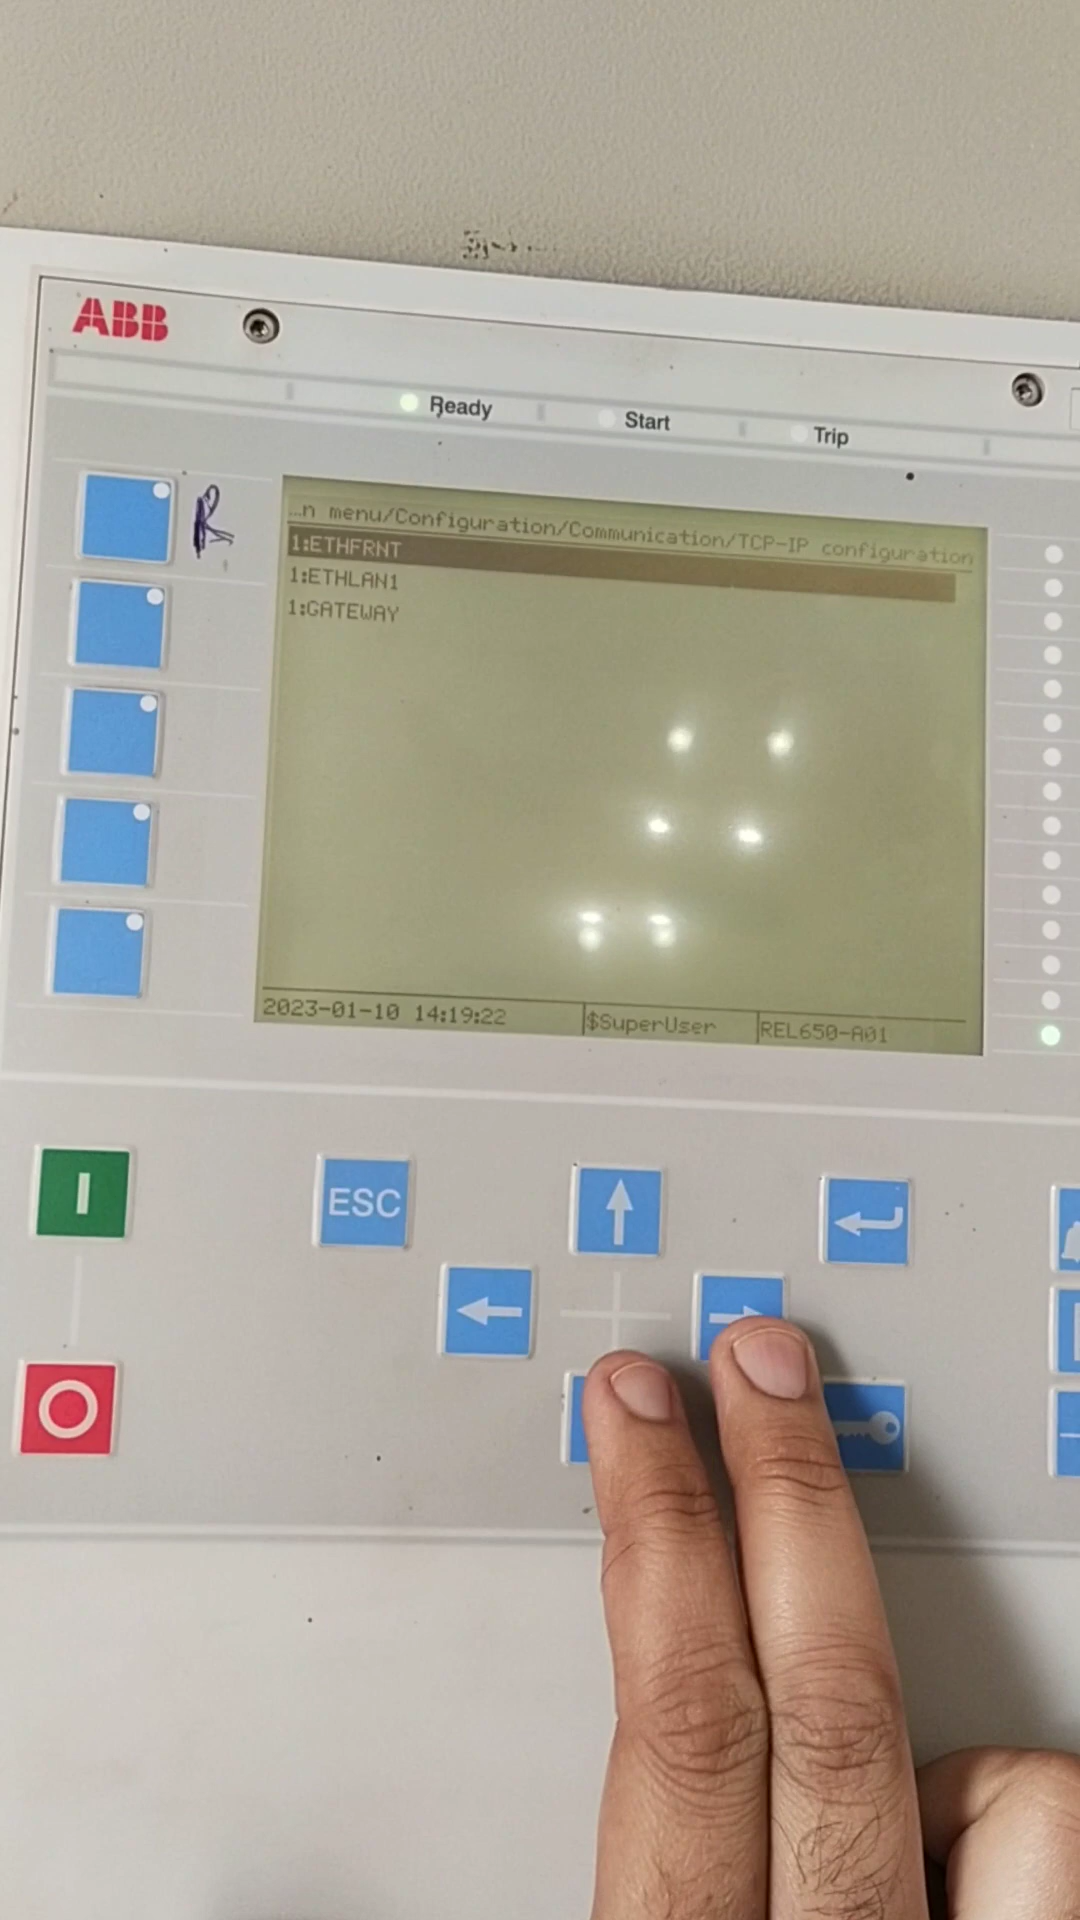 ABB
Ready
Start
Trip
R
...n menu/Configuration/Communication/TCP-IP configuration
1:ETHFRNT
1:ETHLAN1
1:GATEWAY
2023-01-10 14:19:22
$SuperUser
REL650-A01
I
ESC